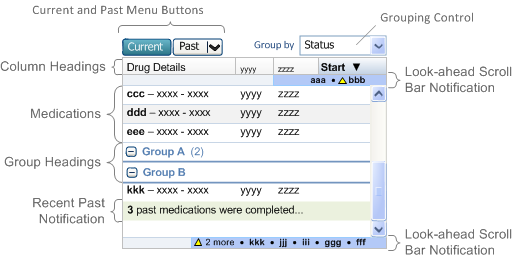 Current and Past Menu Buttons
Grouping Control
Current Past Group by Status
Column Headings
Drug Details yyyy zzzz Start ▼
aaa • bbb
Look-ahead Scroll
Bar Notification
ccc – xxxx - xxxx yyyy zzzz
Medications
ddd – xxxx - xxxx yyyy zzzz
eee – xxxx - xxxx yyyy zzzz
Group Headings
Group A (2)
Group B
kkk – xxxx - xxxx yyyy zzzz
Recent Past
Notification
3 past medications were completed...
2 more • kkk • jjj • iii • ggg • fff
Look-ahead Scroll
Bar Notification